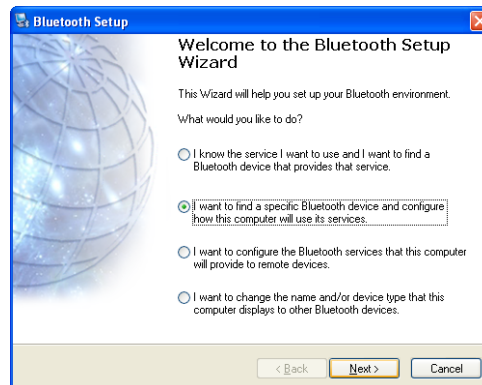 Bluetooth Setup
Welcome to the Bluetooth Setup
Wizard
This Wizard will help you set up your Bluetooth environment.
What would you like to do?
I know the service I want to use and I want to find a
Bluetooth device that provides that service.
I want to find a specific Bluetooth device and configure
how this computer will use its services.
I want to configure the Bluetooth services that this computer
will provide to remote devices.
I want to change the name and/or device type that this
computer displays to other Bluetooth devices.
< Back Next > Cancel